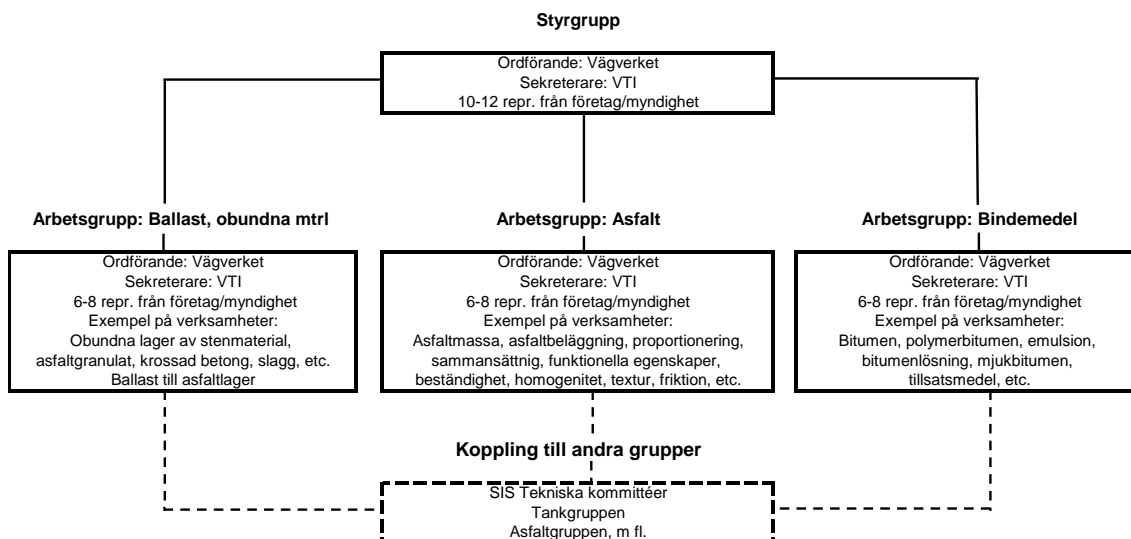 Styrgrupp
Ordförande: Vägverket
Sekreterare: VTI
10-12 repr. från företag/myndighet
Arbetsgrupp: Ballast, obundna mtrl
Ordförande: Vägverket
Sekreterare: VTI
6-8 repr. från företag/myndighet
Exempel på verksamheter:
Obundna lager av stenmaterial,
asfaltgranulat, krossad betong, slagg, etc.
Ballast till asfaltlager
Arbetsgrupp: Asfalt
Ordförande: Vägverket
Sekreterare: VTI
6-8 repr. från företag/myndighet
Exempel på verksamheter:
Asfaltmassa, asfaltbeläggning, proportionering,
sammansättnig, funktionella egenskaper,
beständighet, homogenitet, textur, friktion, etc.
Arbetsgrupp: Bindemedel
Ordförande: Vägverket
Sekreterare: VTI
6-8 repr. från företag/myndighet
Exempel på verksamheter:
Bitumen, polymerbitumen, emulsion,
bitumenlösning, mjukbitumen,
tillsatsmedel, etc.
Koppling till andra grupper
SIS Tekniska kommittéer
Tankgruppen
Asfaltgruppen, m fl.